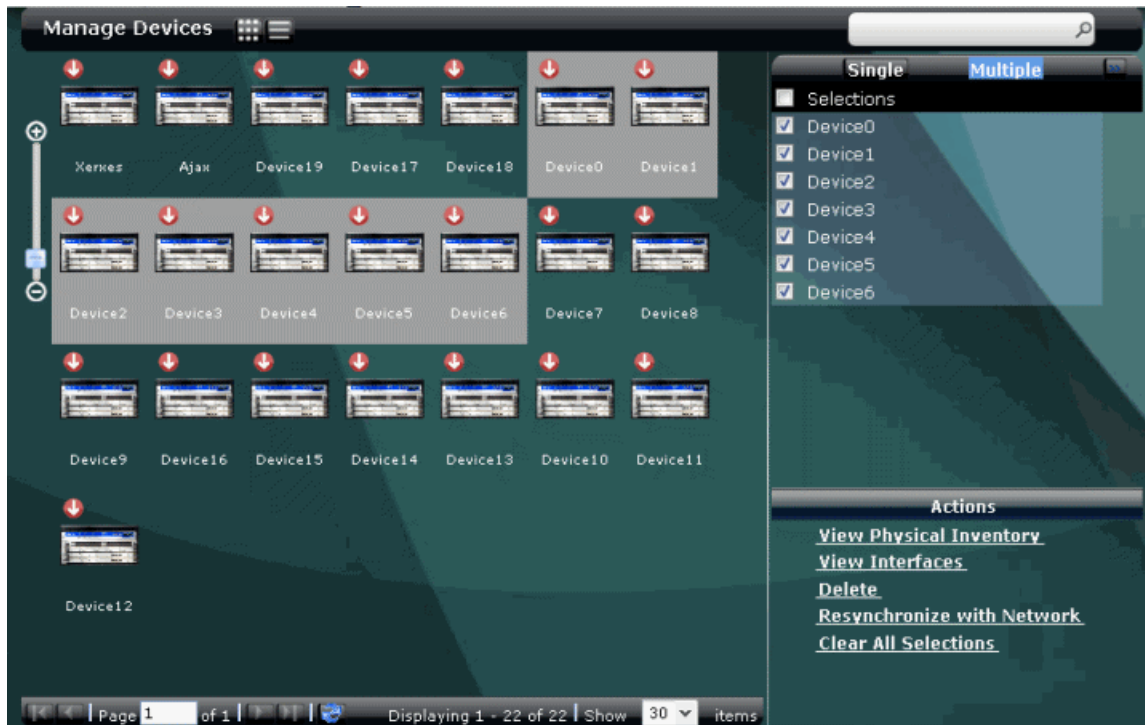 Manage Devices
Single Multiple
Selections
Device0
Device1
Device2
Device3
Device4
Device5
Device6
Xerxes Ajax Device19 Device17 Device18 Device0 Device1
Device2 Device3 Device4 Device5 Device6 Device7 Device8
Device9 Device16 Device15 Device14 Device13 Device10 Device11
Device12
Actions
View Physical Inventory
View Interfaces
Delete
Resynchronize with Network
Clear All Selections
Page 1 of 1 Displaying 1 - 22 of 22 Show 30 items